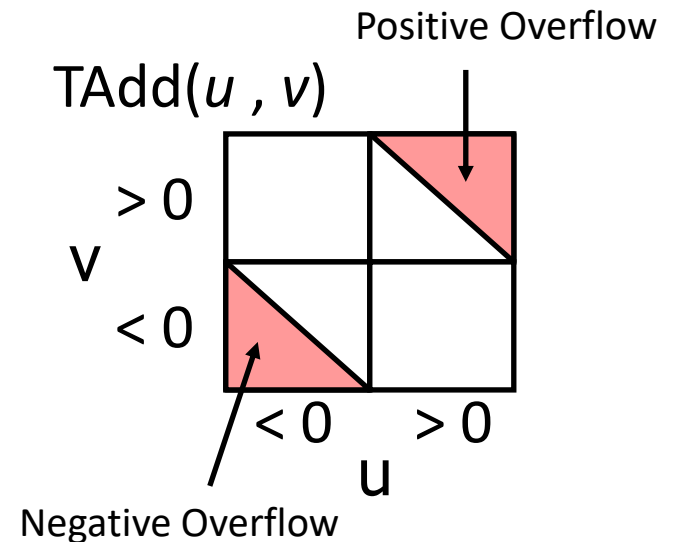 Positive Overflow
TAdd(u , v)
> 0
v
< 0
< 0 > 0
u
Negative Overflow